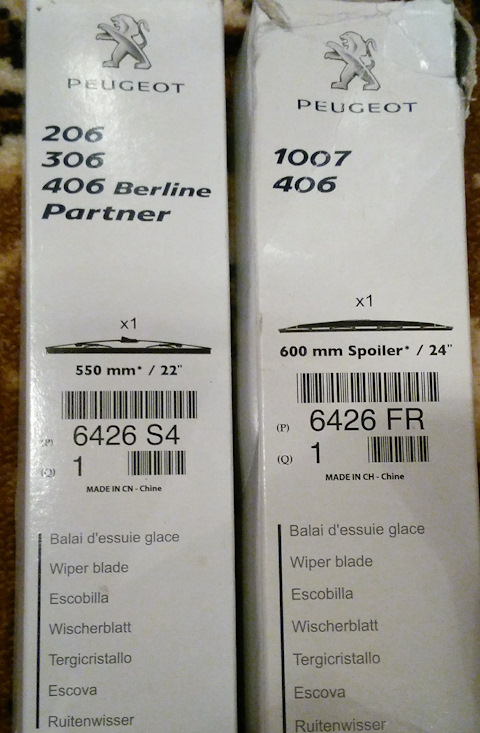 PEUGEOT
206
306
406 Berline
Partner
x1
550 mm* / 22"
(P) 6426 S4
(Q) 1
MADE IN CN - Chine
Balai d'essuie glace
Wiper blade
Escobilla
Wischerblatt
Tergicristallo
Escova
Ruitenwisser
PEUGEOT
1007
406
x1
600 mm Spoiler* / 24"
(P) 6426 FR
(Q) 1
MADE IN CH - Chine
Balai d'essuie glace
Wiper blade
Escobilla
Wischerblatt
Tergicristallo
Escova
Ruitenwisser